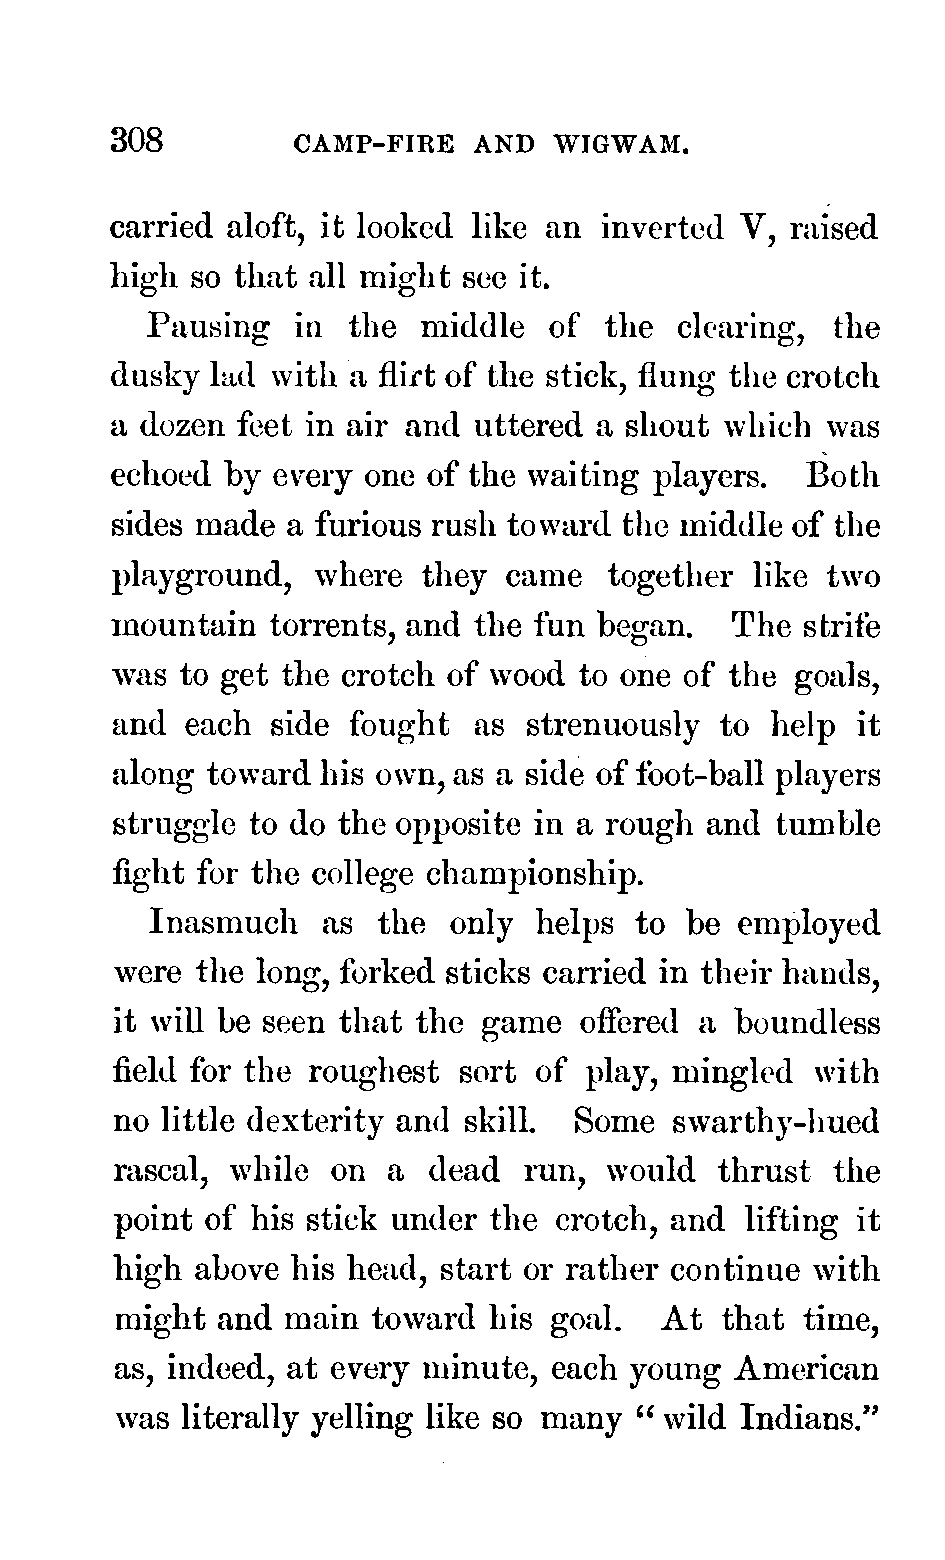 308 CAMP-FIRE AND WIGWAM.
carried aloft, it looked like an inverted V, raised
high so that all might see it.
Pausing in the middle of the clearing, the
dusky lad with a flirt of the stick, flung the crotch
a dozen feet in air and uttered a shout which was
echoed by every one of the waiting players. Both
sides made a furious rush toward the middle of the
playground, where they came together like two
mountain torrents, and the fun began. The strife
was to get the crotch of wood to one of the goals,
and each side fought as strenuously to help it
along toward his own, as a side of foot-ball players
struggle to do the opposite in a rough and tumble
fight for the college championship.
Inasmuch as the only helps to be employed
were the long, forked sticks carried in their hands,
it will be seen that the game offered a boundless
field for the roughest sort of play, mingled with
no little dexterity and skill. Some swarthy-hued
rascal, while on a dead run, would thrust the
point of his stick under the crotch, and lifting it
high above his head, start or rather continue with
might and main toward his goal. At that time,
as, indeed, at every minute, each young American
was literally yelling like so many “ wild Indians.”